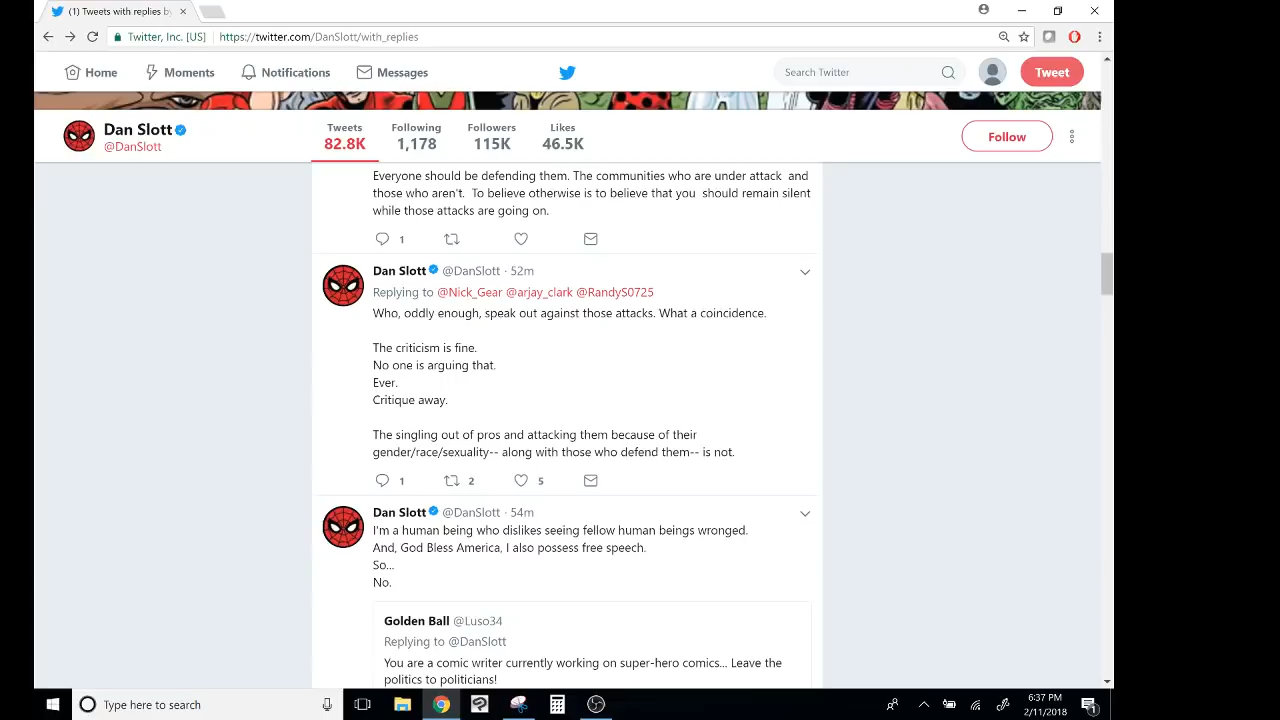 (1) Tweets with replies by
Twitter, Inc. [US]
https://twitter.com/DanSlott/with_replies
Home
Moments
Notifications
Messages
Search Twitter
Tweet
Dan Slott
@DanSlott
Tweets
82.8K
Following
1,178
Followers
115K
Likes
46.5K
Follow
Everyone should be defending them. The communities who are under attack and
those who aren't. To believe otherwise is to believe that you should remain silent
while those attacks are going on.
1
Dan Slott @DanSlott · 52m
Replying to @Nick_Gear @arjay_clark @RandyS0725
Who, oddly enough, speak out against those attacks. What a coincidence.
The criticism is fine.
No one is arguing that.
Ever.
Critique away.
The singling out of pros and attacking them because of their
gender/race/sexuality-- along with those who defend them-- is not.
1 2 5
Dan Slott @DanSlott · 54m
I'm a human being who dislikes seeing fellow human beings wronged.
And, God Bless America, I also possess free speech.
So...
No.
Golden Ball @Luso34
Replying to @DanSlott
You are a comic writer currently working on super-hero comics... Leave the
politics to politicians!
Type here to search
6:37 PM
2/11/2018
1